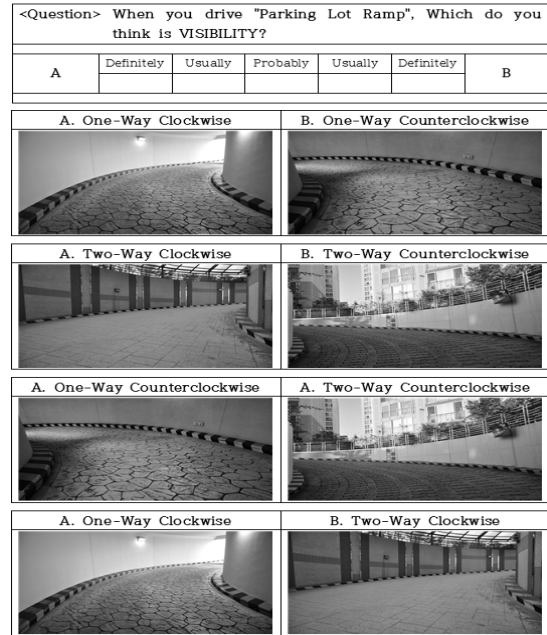 <Question> When you drive "Parking Lot Ramp", Which do you
think is VISIBILITY?
A Definitely Usually Probably Usually Definitely B
A. One-Way Clockwise B. One-Way Counterclockwise
A. Two-Way Clockwise B. Two-Way Counterclockwise
A. One-Way Counterclockwise A. Two-Way Counterclockwise
A. One-Way Clockwise B. Two-Way Clockwise